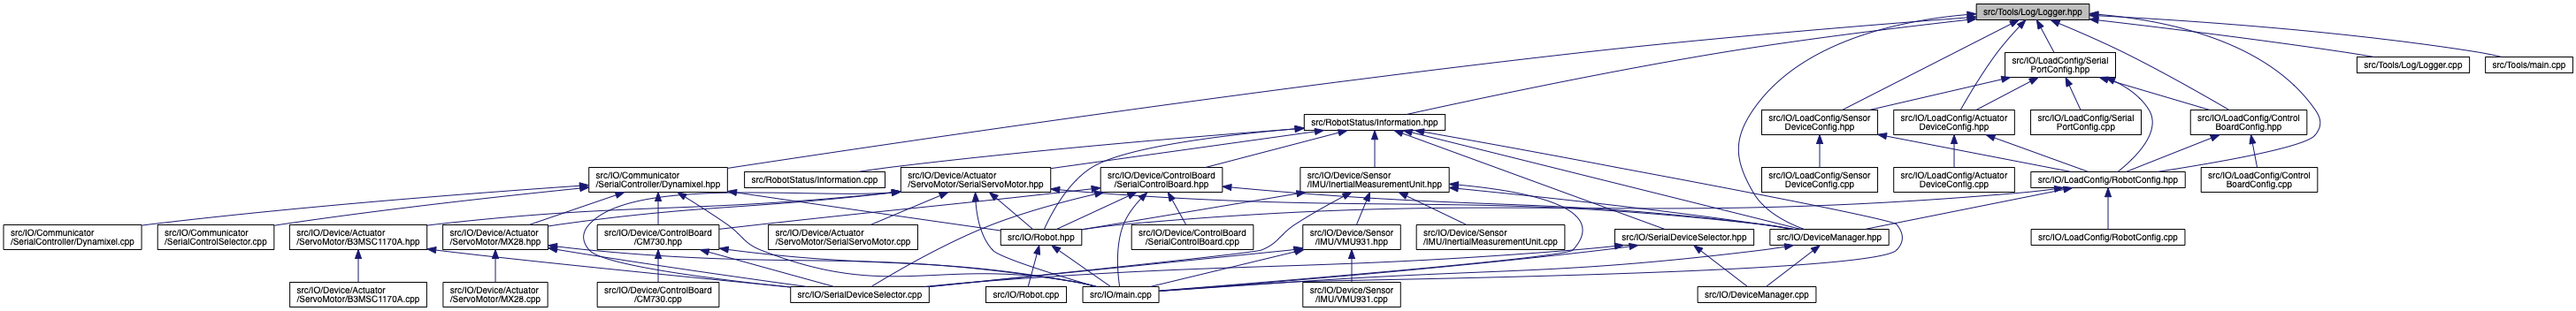 src/Tools/Log/Logger.hpp
src/IO/LoadConfig/Serial
PortConfig.hpp
src/Tools/Log/Logger.cpp
src/Tools/main.cpp
src/RobotStatus/Information.hpp
src/IO/LoadConfig/Sensor
DeviceConfig.hpp
src/IO/LoadConfig/Actuator
DeviceConfig.hpp
src/IO/LoadConfig/Serial
PortConfig.cpp
src/IO/LoadConfig/Control
BoardConfig.hpp
src/IO/Communicator
/SerialController/Dynamixel.hpp
src/RobotStatus/Information.cpp
src/IO/Device/Actuator
/ServoMotor/SerialServoMotor.hpp
src/IO/Device/ControlBoard
/SerialControlBoard.hpp
src/IO/Device/Sensor
/IMU/InertialMeasurementUnit.hpp
src/IO/LoadConfig/Sensor
DeviceConfig.cpp
src/IO/LoadConfig/Actuator
DeviceConfig.cpp
src/IO/LoadConfig/RobotConfig.hpp
src/IO/LoadConfig/Control
BoardConfig.cpp
src/IO/Communicator
/SerialController/Dynamixel.cpp
src/IO/Communicator
/SerialControlSelector.cpp
src/IO/Device/Actuator
/ServoMotor/B3MSC1170A.hpp
src/IO/Device/Actuator
/ServoMotor/MX28.hpp
src/IO/Device/ControlBoard
/CM730.hpp
src/IO/Device/Actuator
/ServoMotor/SerialServoMotor.cpp
src/IO/Robot.hpp
src/IO/Device/ControlBoard
/SerialControlBoard.cpp
src/IO/Device/Sensor
/IMU/VMU931.hpp
src/IO/Device/Sensor
/IMU/InertialMeasurementUnit.cpp
src/IO/SerialDeviceSelector.hpp
src/IO/DeviceManager.hpp
src/IO/LoadConfig/RobotConfig.cpp
src/IO/Device/Actuator
/ServoMotor/B3MSC1170A.cpp
src/IO/Device/Actuator
/ServoMotor/MX28.cpp
src/IO/Device/ControlBoard
/CM730.cpp
src/IO/SerialDeviceSelector.cpp
src/IO/Robot.cpp
src/IO/main.cpp
src/IO/Device/Sensor
/IMU/VMU931.cpp
src/IO/DeviceManager.cpp